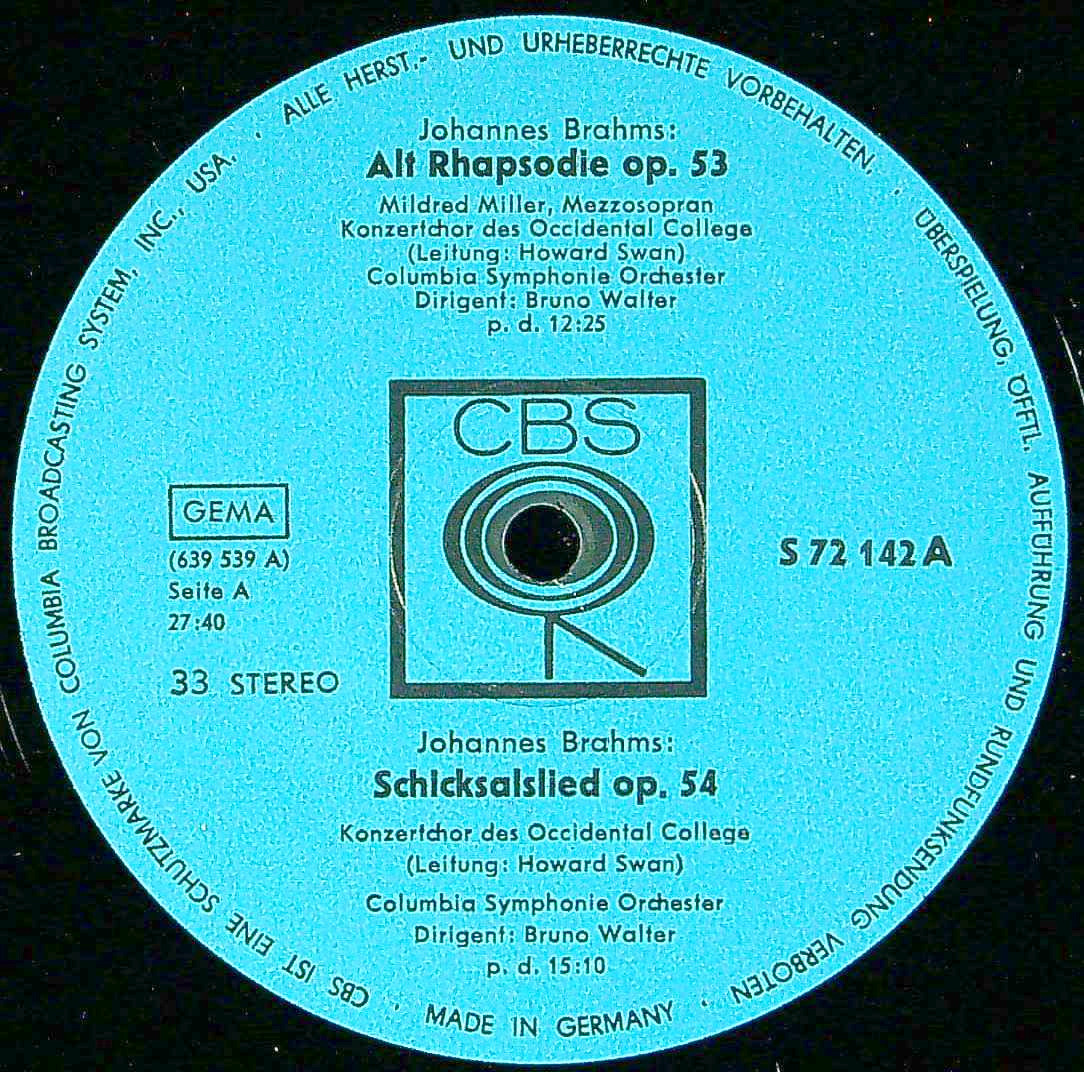 ALLE HERST.- UND URHEBERRECHTE VORBEHALTEN. · ÜBERSPIELUNG, ÖFFTL. AUFFÜHRUNG UND RUNDFUNKSENDUNG VERBOTEN · MADE IN GERMANY · CBS IST EINE SCHUTZMARKE VON COLUMBIA BROADCASTING SYSTEM, INC., USA. ·
Johannes Brahms:
Alt Rhapsodie op. 53
Mildred Miller, Mezzosopran
Konzertchor des Occidental College
(Leitung: Howard Swan)
Columbia Symphonie Orchester
Dirigent: Bruno Walter
p. d. 12:25
CBS
GEMA
(639 539 A)
Seite A
27:40
33 STEREO
S 72 142 A
Johannes Brahms:
Schicksalslied op. 54
Konzertchor des Occidental College
(Leitung: Howard Swan)
Columbia Symphonie Orchester
Dirigent: Bruno Walter
p. d. 15:10